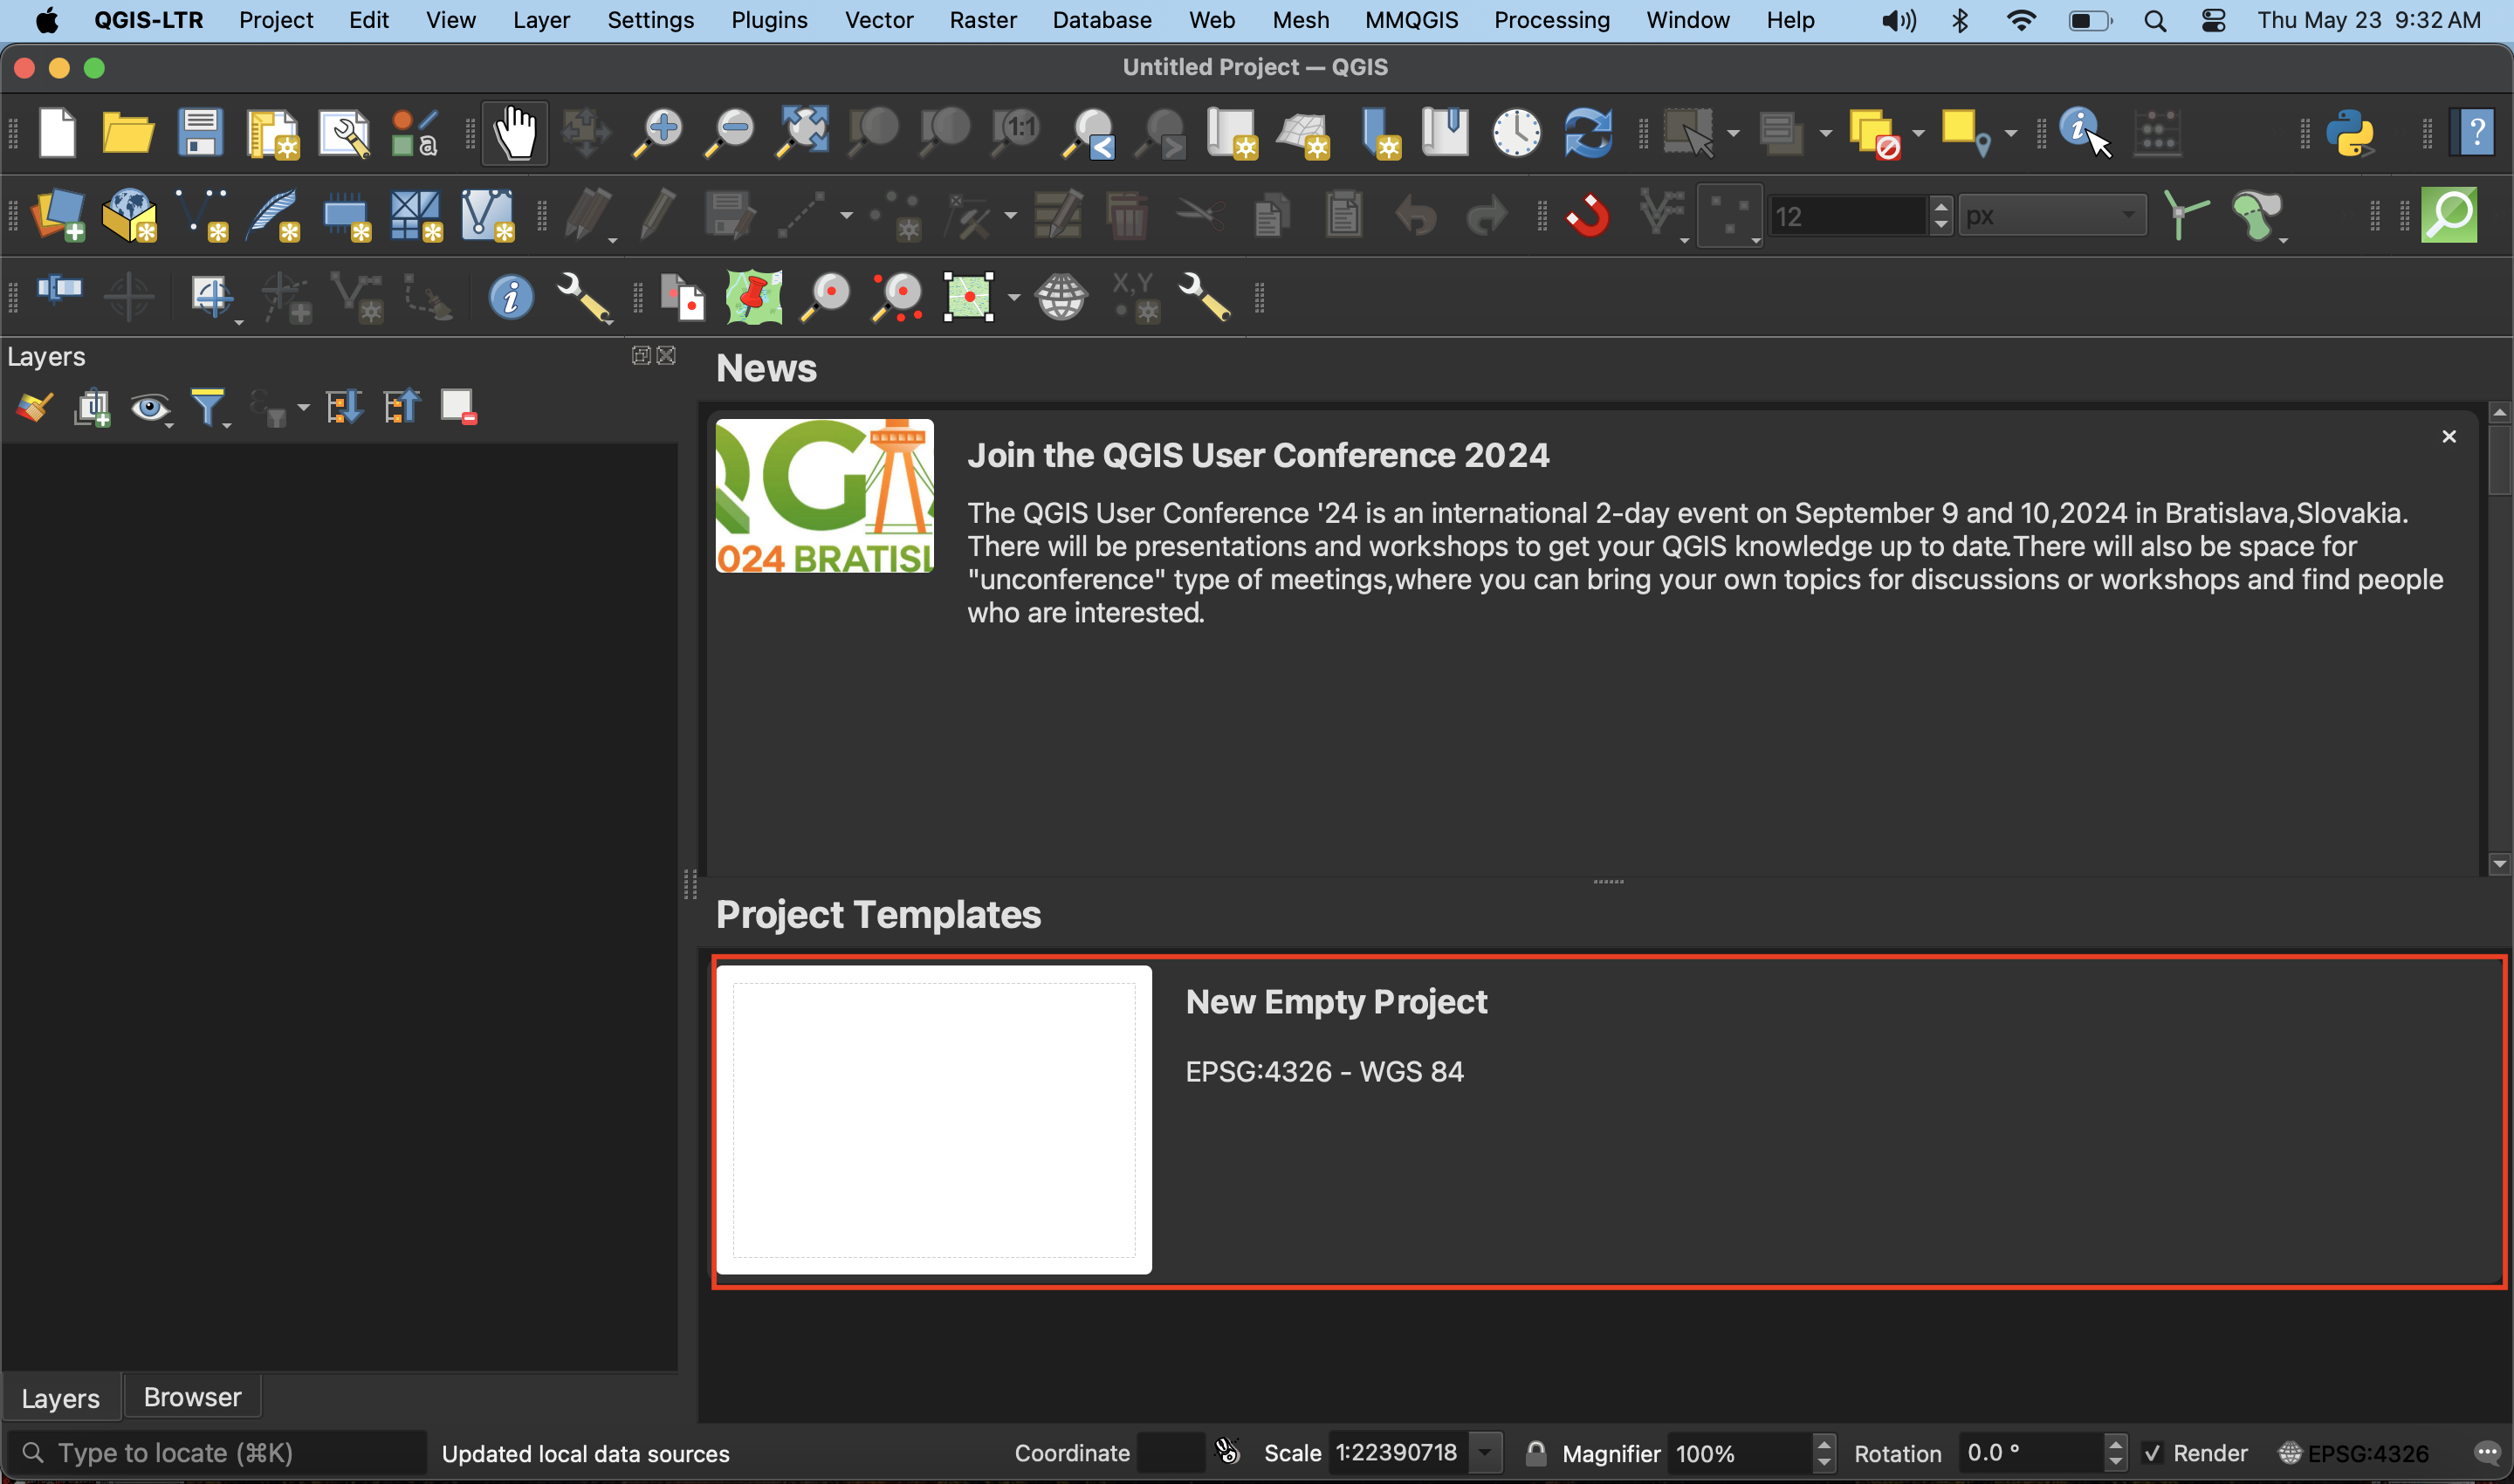 QGIS-LTR Project Edit View Layer Settings Plugins Vector Raster Database Web Mesh MMQGIS Processing Window Help Thu May 23 9:32 AM
Untitled Project — QGIS
1:1
12 px
X,Y
Layers
News
QG
024 BRATISL
Join the QGIS User Conference 2024
The QGIS User Conference '24 is an international 2-day event on September 9 and 10,2024 in Bratislava,Slovakia.
There will be presentations and workshops to get your QGIS knowledge up to date.There will also be space for
"unconference" type of meetings,where you can bring your own topics for discussions or workshops and find people
who are interested.
Project Templates
New Empty Project
EPSG:4326 - WGS 84
Layers Browser
Type to locate (⌘K) Updated local data sources Coordinate Scale 1:22390718 Magnifier 100% Rotation 0.0 ° Render EPSG:4326